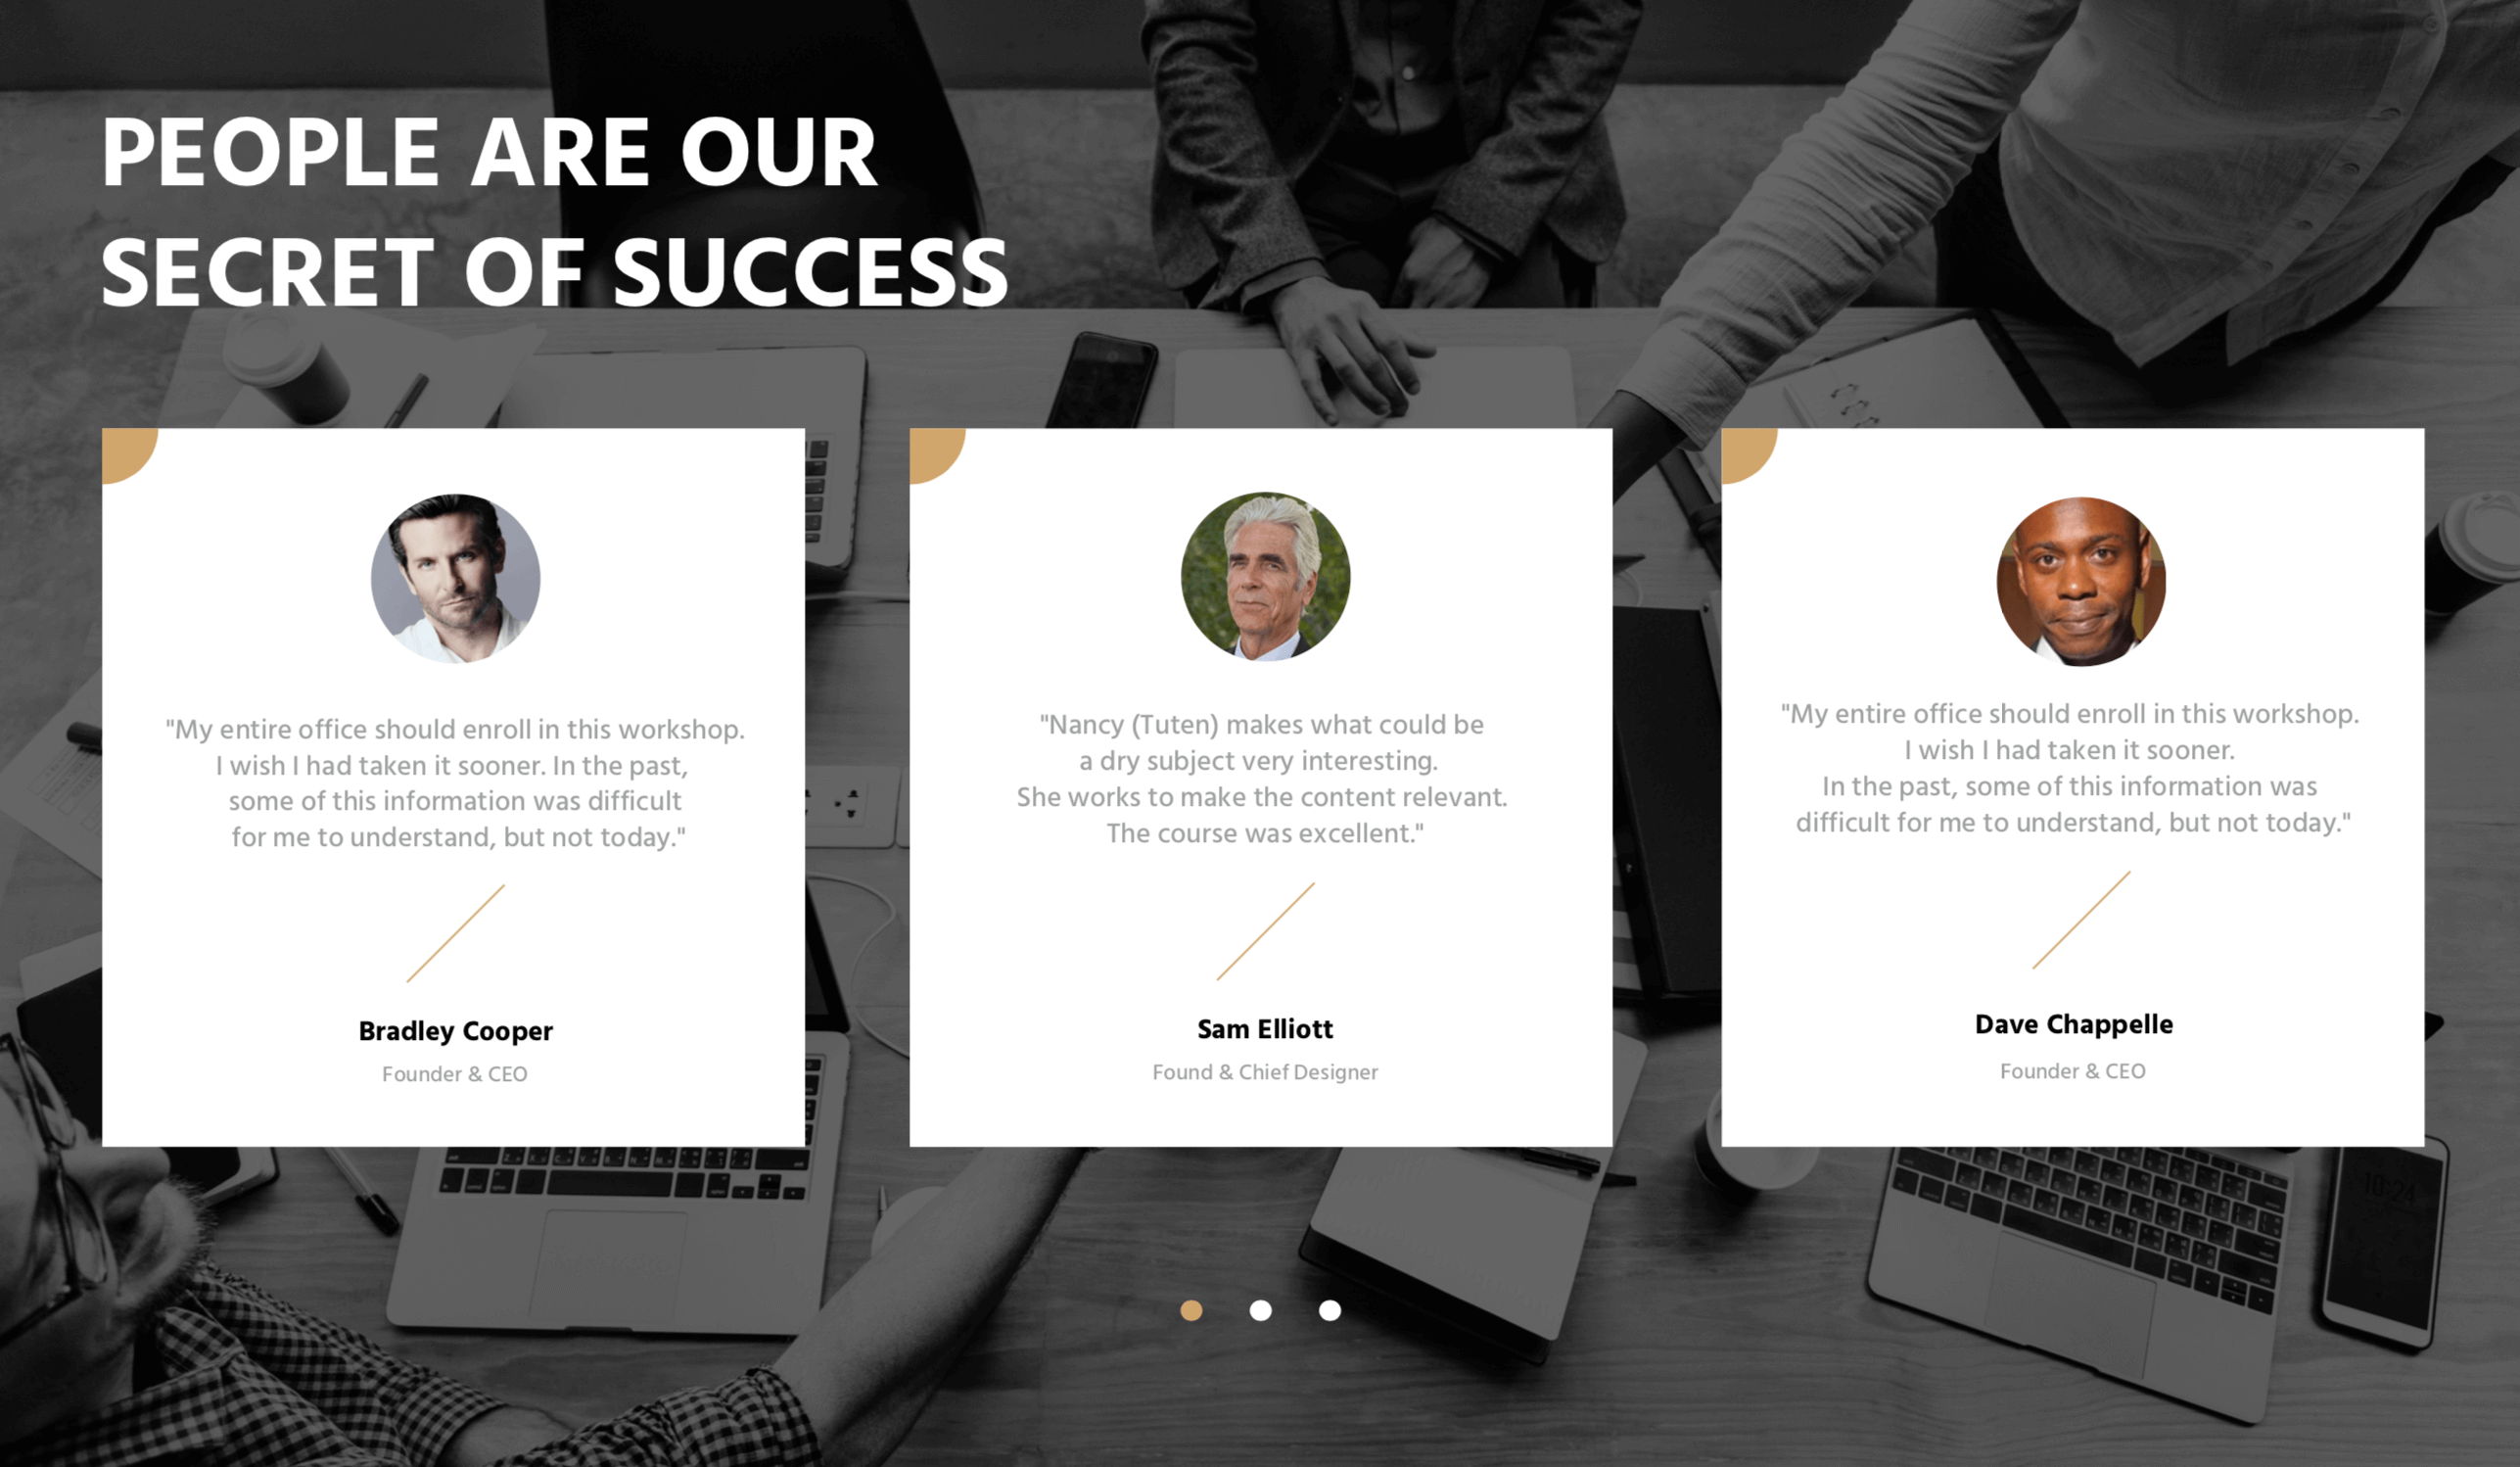 PEOPLE ARE OUR
SECRET OF SUCCESS
"My entire office should enroll in this workshop.
I wish I had taken it sooner. In the past,
some of this information was difficult
for me to understand, but not today."
Bradley Cooper
Founder & CEO
"Nancy (Tuten) makes what could be
a dry subject very interesting.
She works to make the content relevant.
The course was excellent."
Sam Elliott
Found & Chief Designer
"My entire office should enroll in this workshop.
I wish I had taken it sooner.
In the past, some of this information was
difficult for me to understand, but not today."
Dave Chappelle
Founder & CEO
10:24